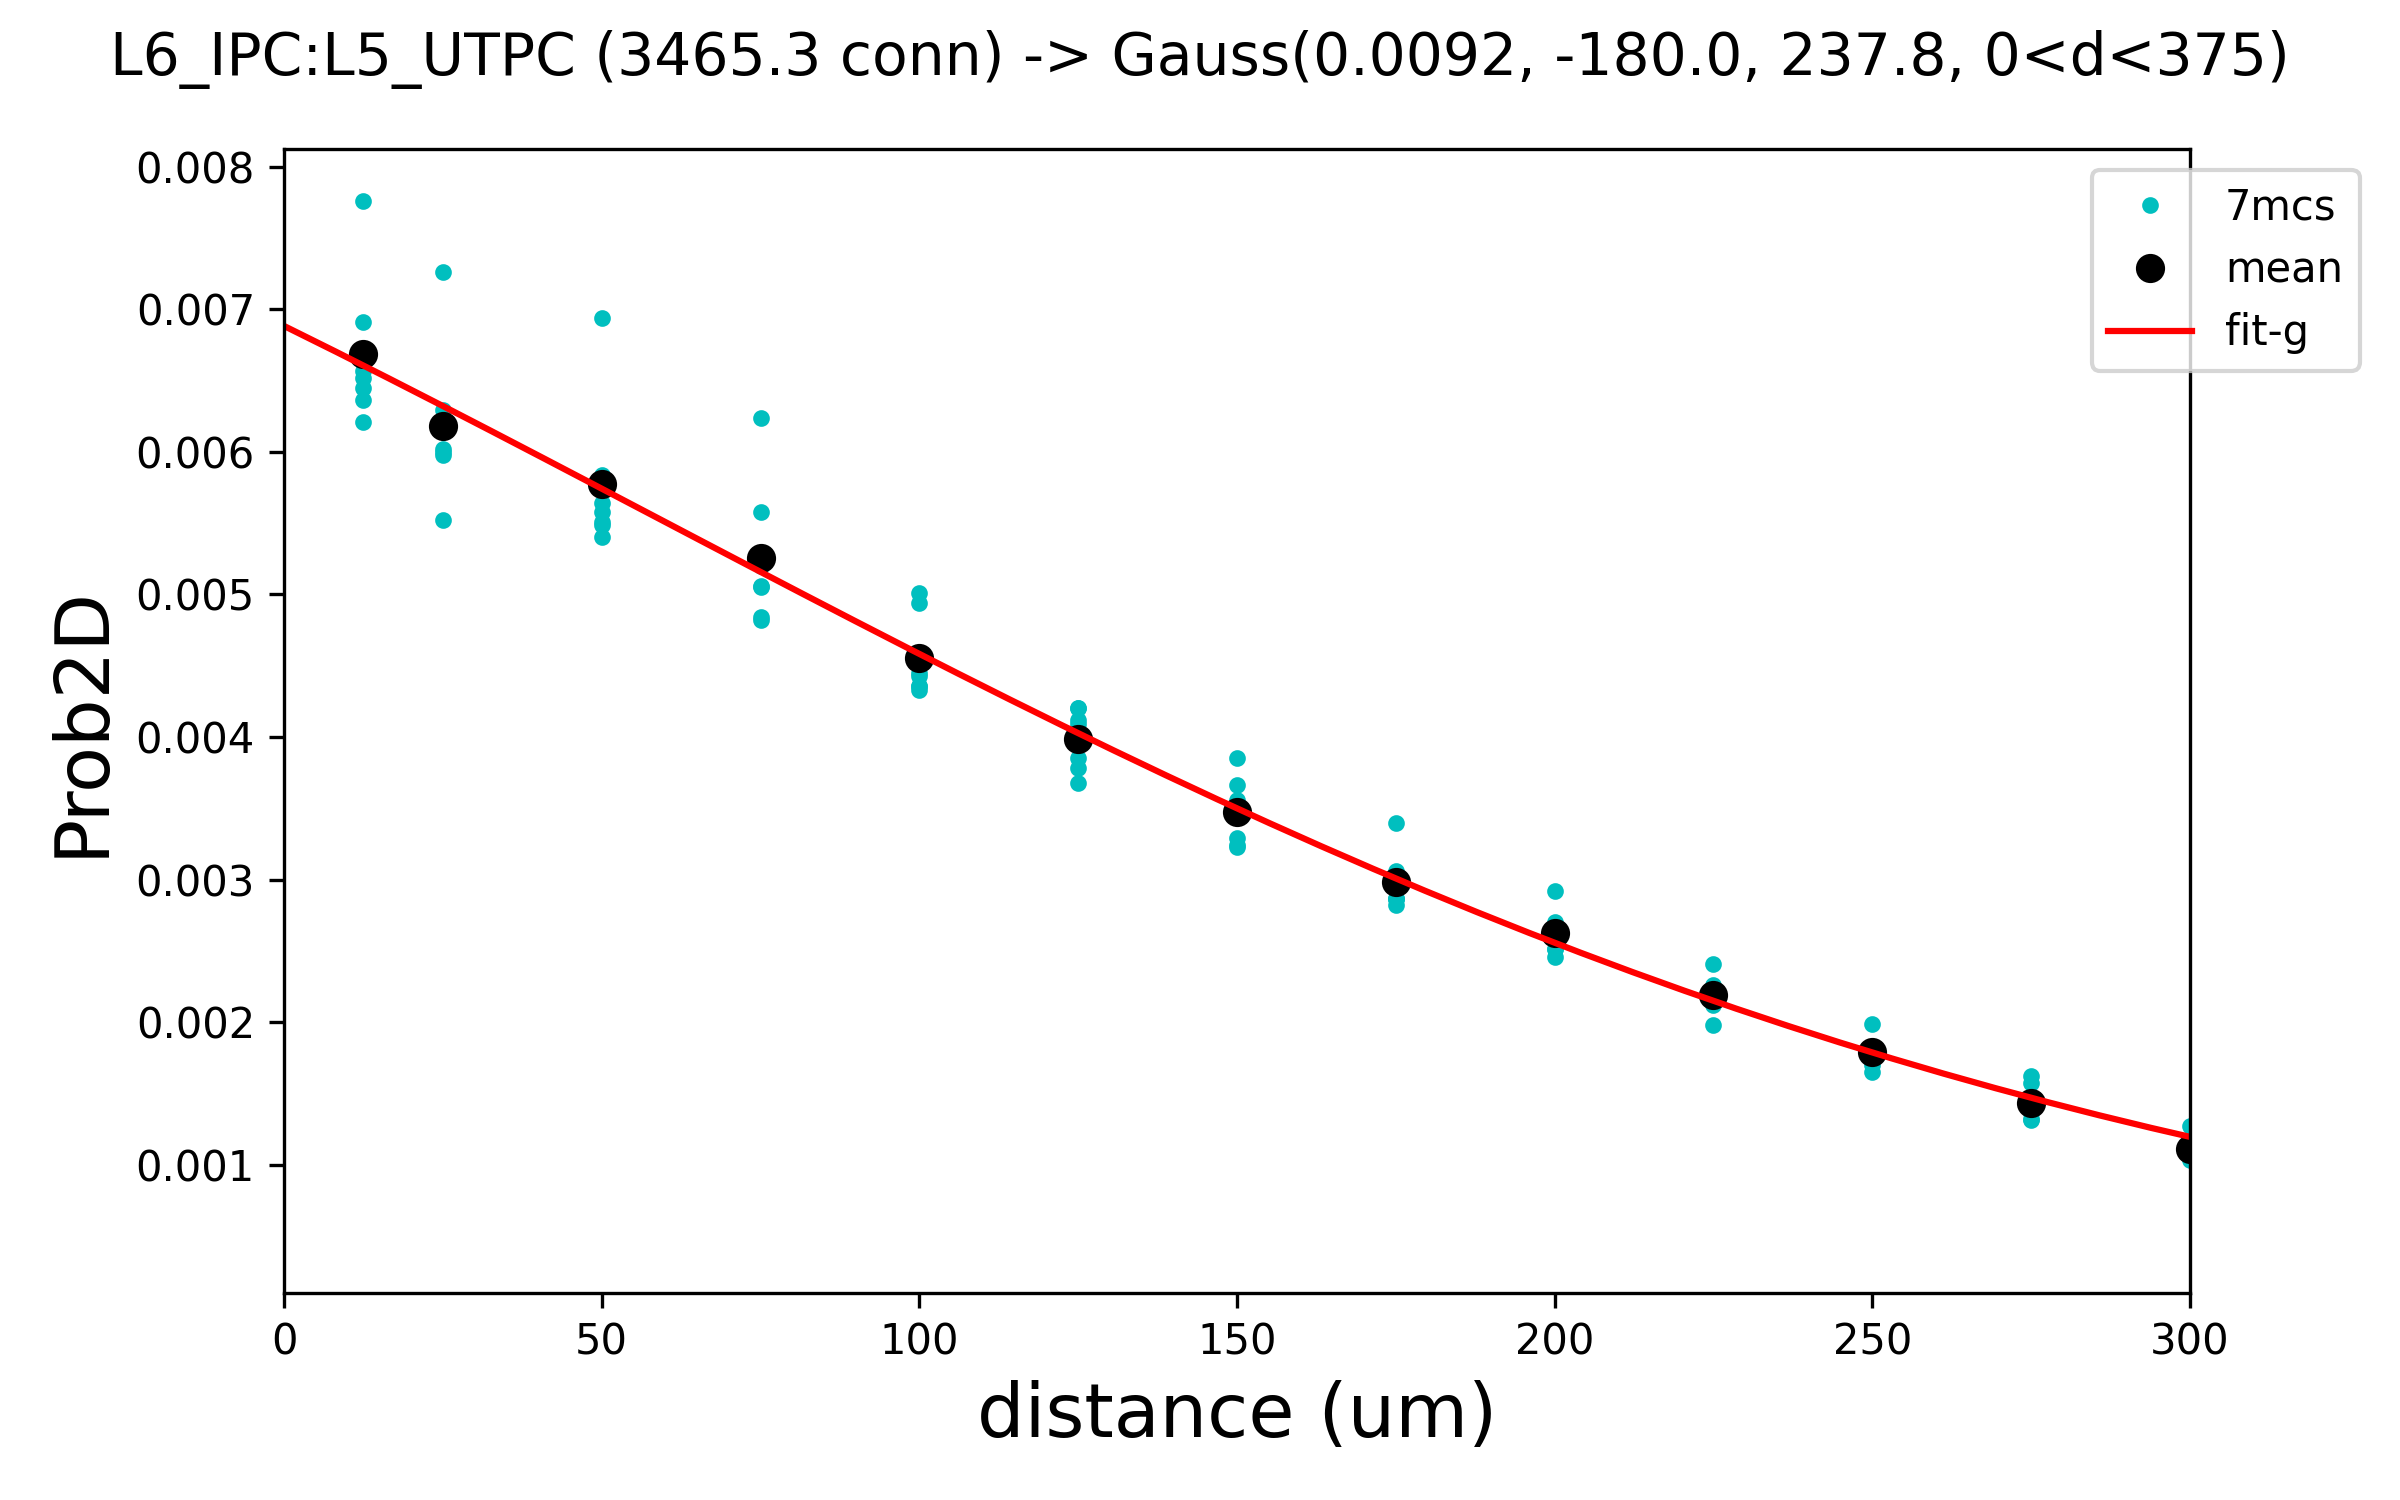 L6_IPC:L5_UTPC (3465.3 conn) -> Gauss(0.0092, -180.0, 237.8, 0<d<375)
0.008
0.007
0.006
0.005
0.004
0.003
0.002
0.001
Prob2D
7mcs
mean
fit-g
0 50 100 150 200 250 300
distance (um)